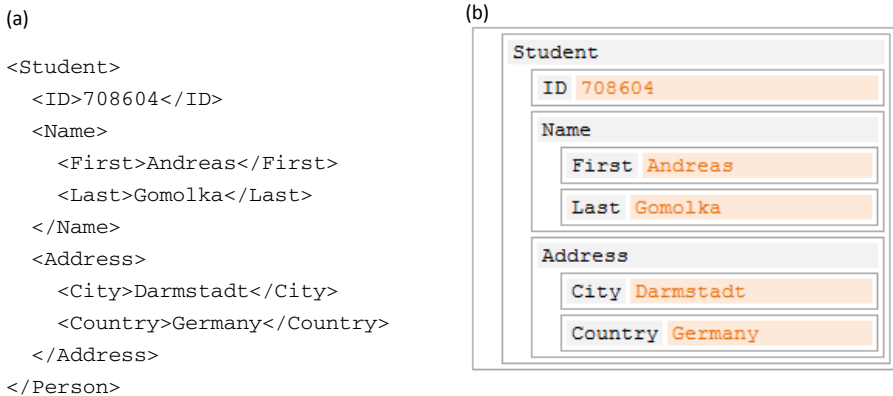 (a)
<Student>
<ID>708604</ID>
<Name>
<First>Andreas</First>
<Last>Gomolka</Last>
</Name>
<Address>
<City>Darmstadt</City>
<Country>Germany</Country>
</Address>
</Person>
(b)
Student
ID 708604
Name
First Andreas
Last Gomolka
Address
City Darmstadt
Country Germany